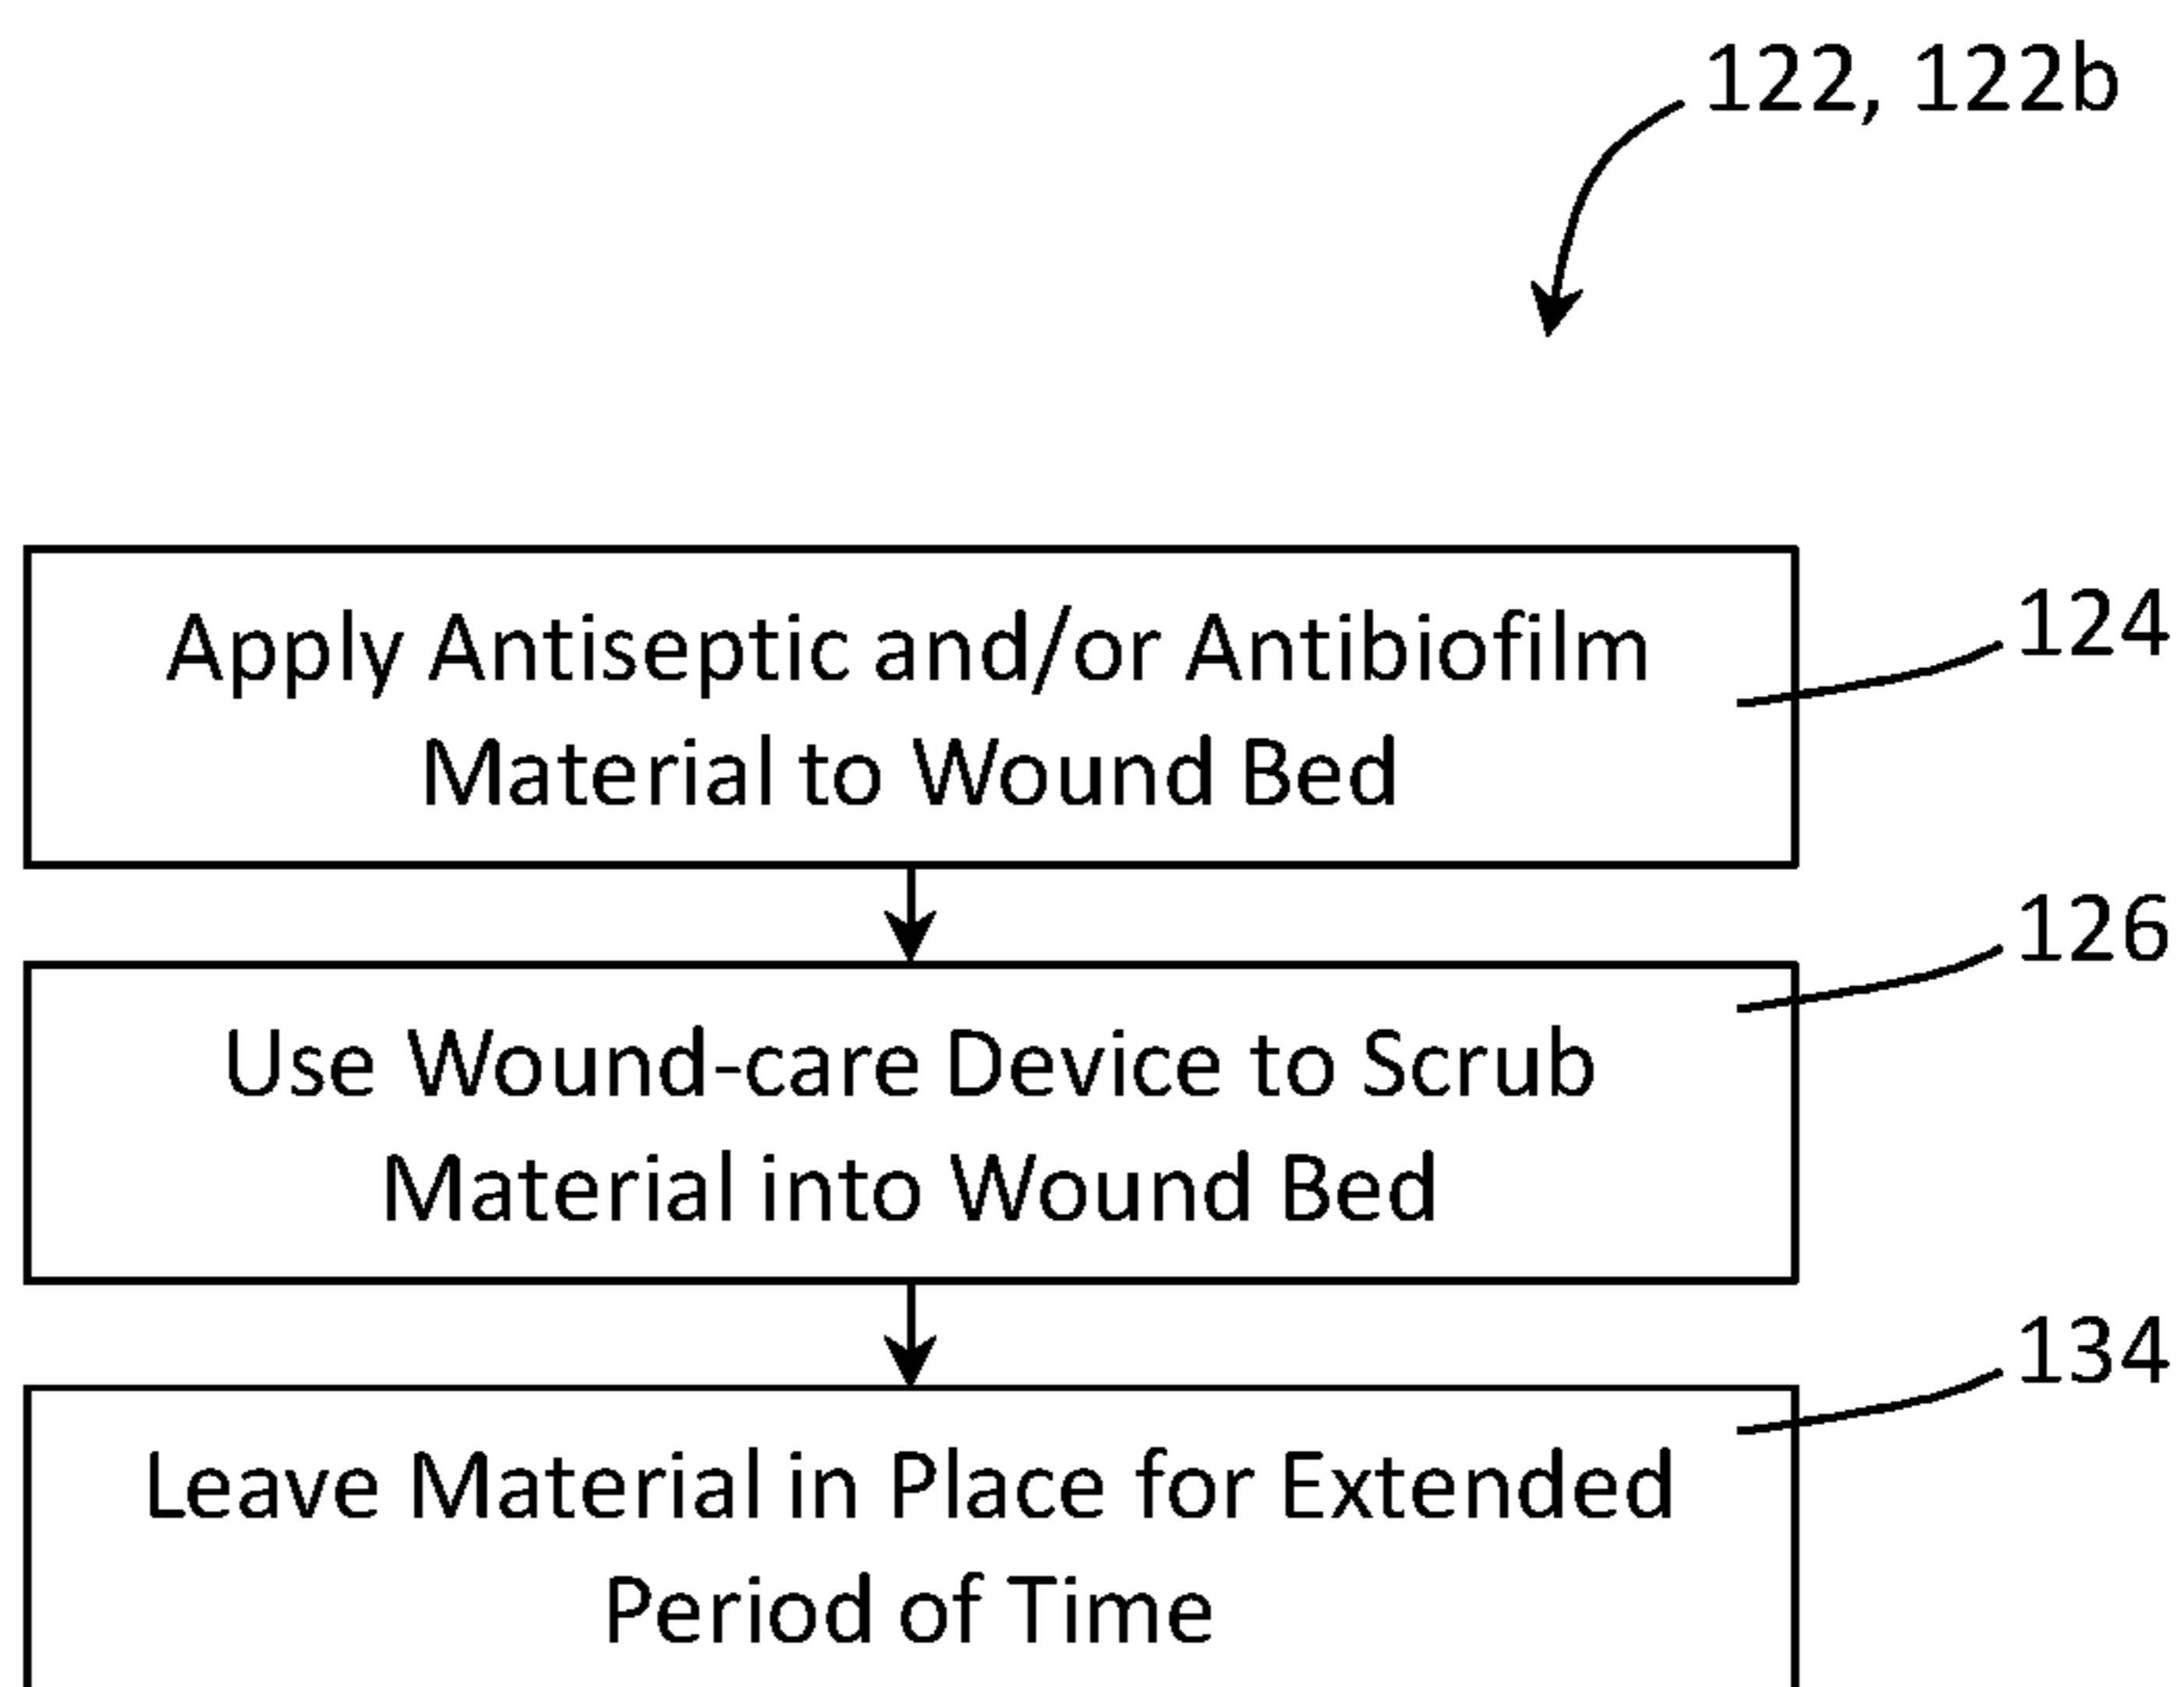 122, 122b
Apply Antiseptic and/or Antibiofilm
Material to Wound Bed
124
Use Wound-care Device to Scrub
Material into Wound Bed
126
Leave Material in Place for Extended
Period of Time
134